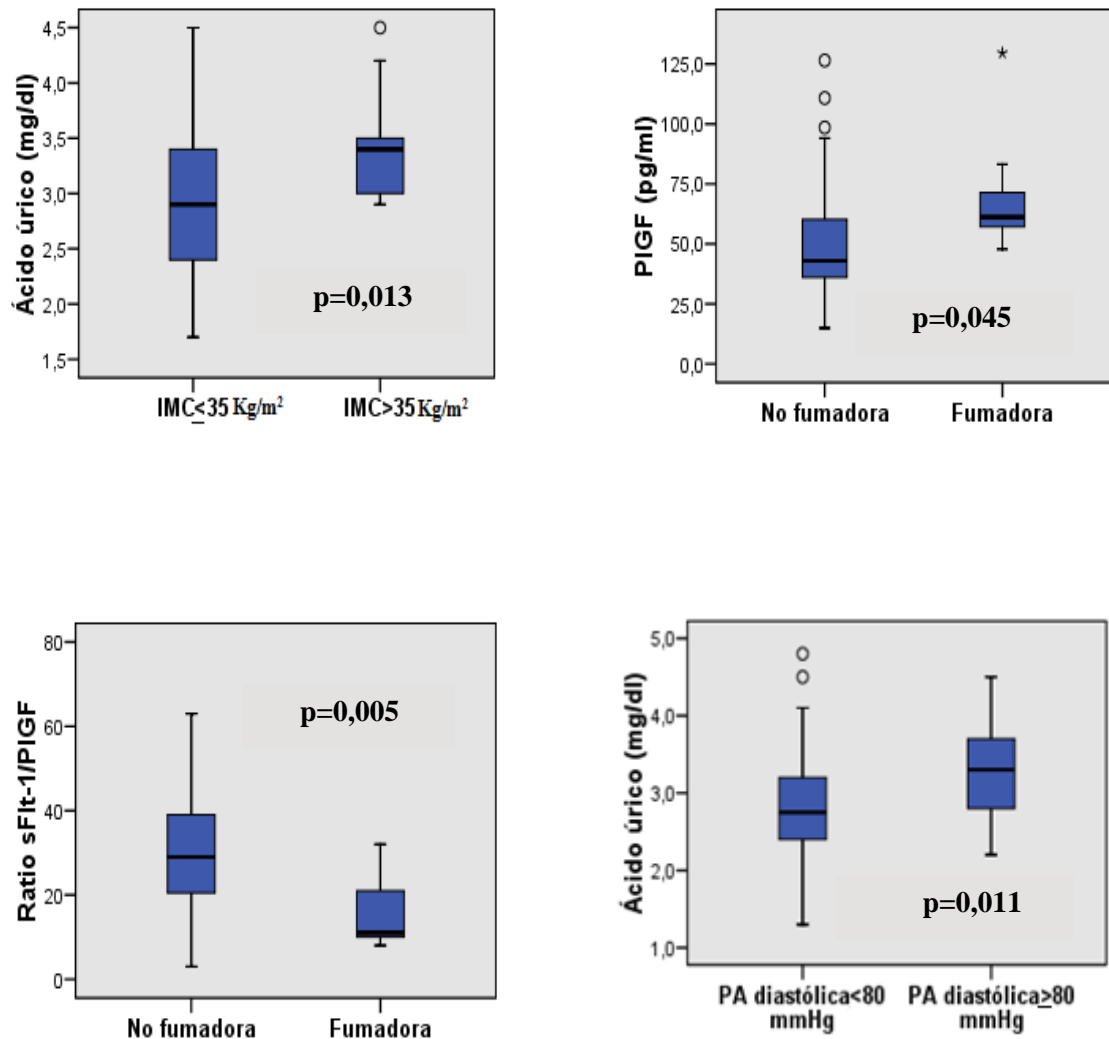 Ácido úrico (mg/dl)
4,5
4,0
3,5
3,0
2,5
2,0
1,5
p=0,013
IMC≤35 Kg/m²
IMC>35 Kg/m²
PlGF (pg/ml)
125,0
100,0
75,0
50,0
25,0
0,0
p=0,045
No fumadora
Fumadora
Ratio sFlt-1/PlGF
80
60
40
20
0
p=0,005
No fumadora
Fumadora
Ácido úrico (mg/dl)
5,0
4,0
3,0
2,0
1,0
p=0,011
PA diastólica<80
mmHg
PA diastólica≥80
mmHg